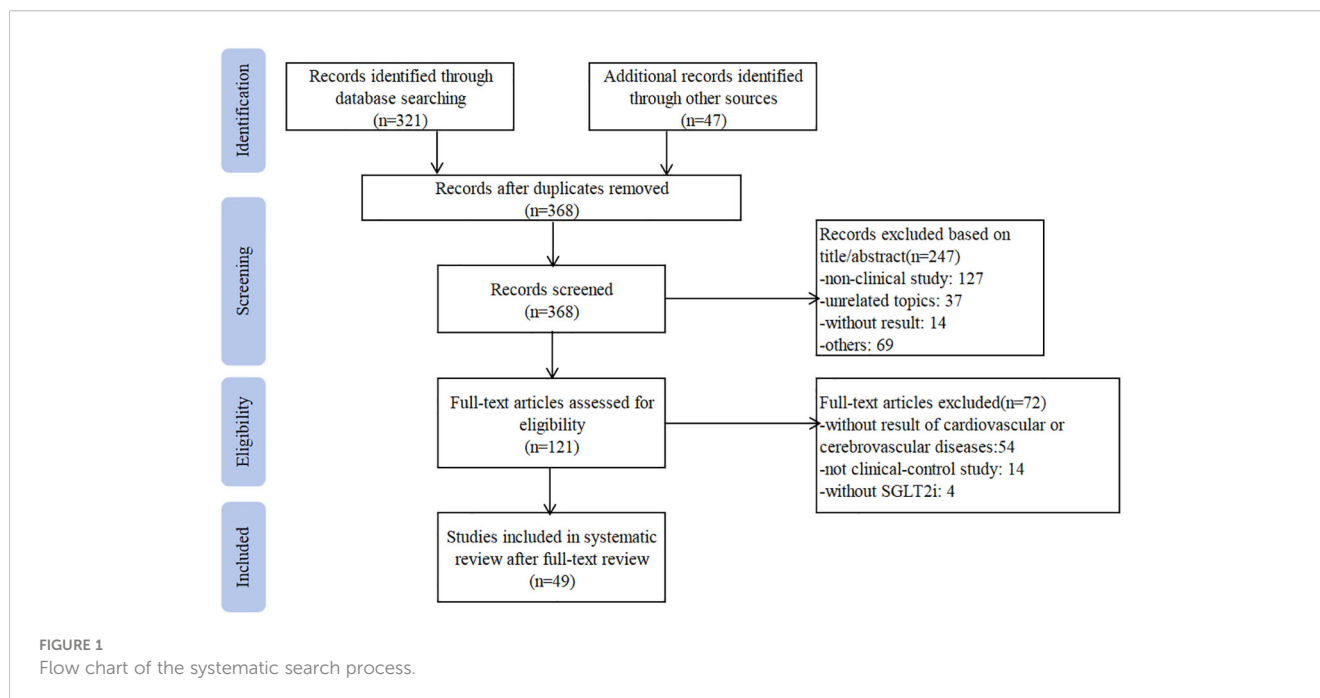 Identification
Records identified through
database searching
(n=321)
Additional records identified
through other sources
(n=47)
Records after duplicates removed
(n=368)
Screening
Records screened
(n=368)
Records excluded based on
title/abstract(n=247)
-non-clinical study: 127
-unrelated topics: 37
-without result: 14
-others: 69
Eligibility
Full-text articles assessed for
eligibility
(n=121)
Full-text articles excluded(n=72)
-without result of cardiovascular or
cerebrovascular diseases:54
-not clinical-control study: 14
-without SGLT2i: 4
Included
Studies included in systematic
review after full-text review
(n=49)
FIGURE 1
Flow chart of the systematic search process.